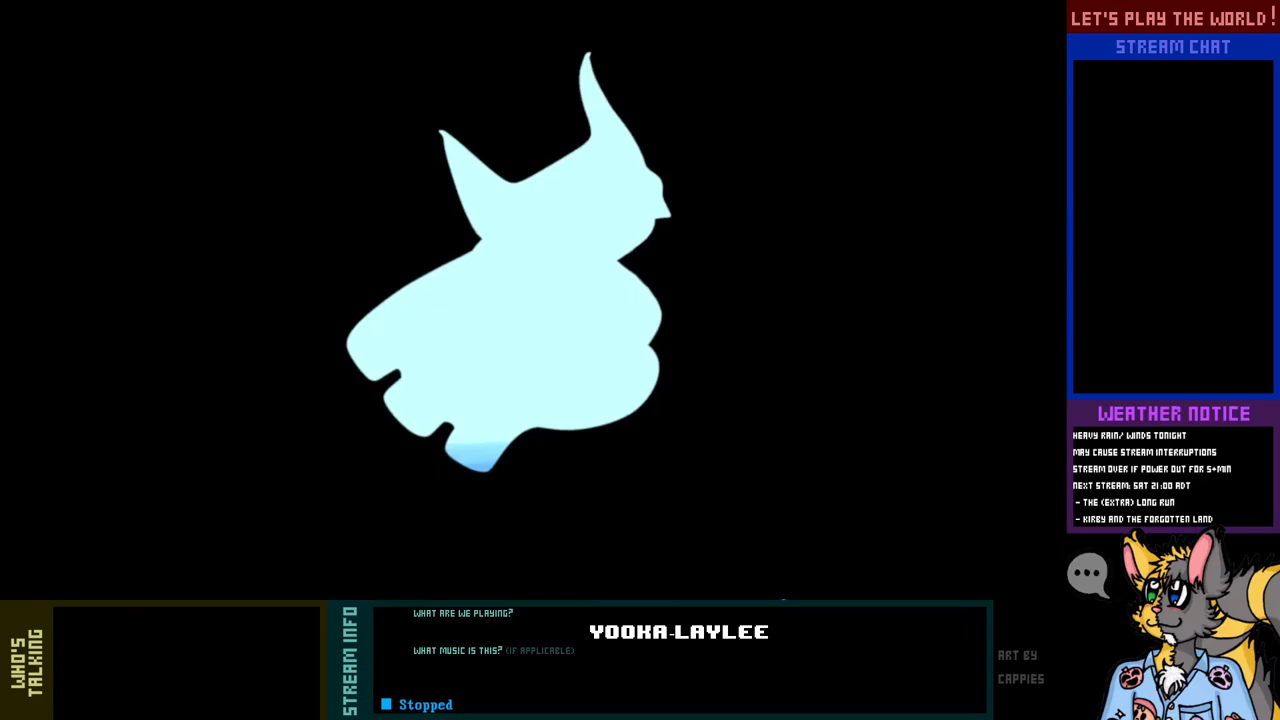 LET'S PLAY THE WORLD!
STREAM CHAT
WEATHER NOTICE
HEAVY RAIN/ WINDS TONIGHT
MAY CAUSE STREAM INTERRUPTIONS
STREAM OVER IF POWER OUT FOR 5+MIN
NEXT STREAM: SAT 21:00 ADT
- THE (EXTRA) LONG RUN
- KIRBY AND THE FORGOTTEN LAND
WHO'S TALKING
STREAM INFO
WHAT ARE WE PLAYING?
YOOKA-LAYLEE
WHAT MUSIC IS THIS? (IF APPLICABLE)
Stopped
ART BY
CAPPIES